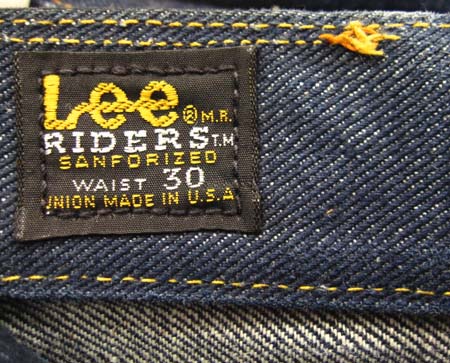 Lee ® M.R.
RIDERS T.M
SANFORIZED
WAIST 30
UNION MADE IN U.S.A